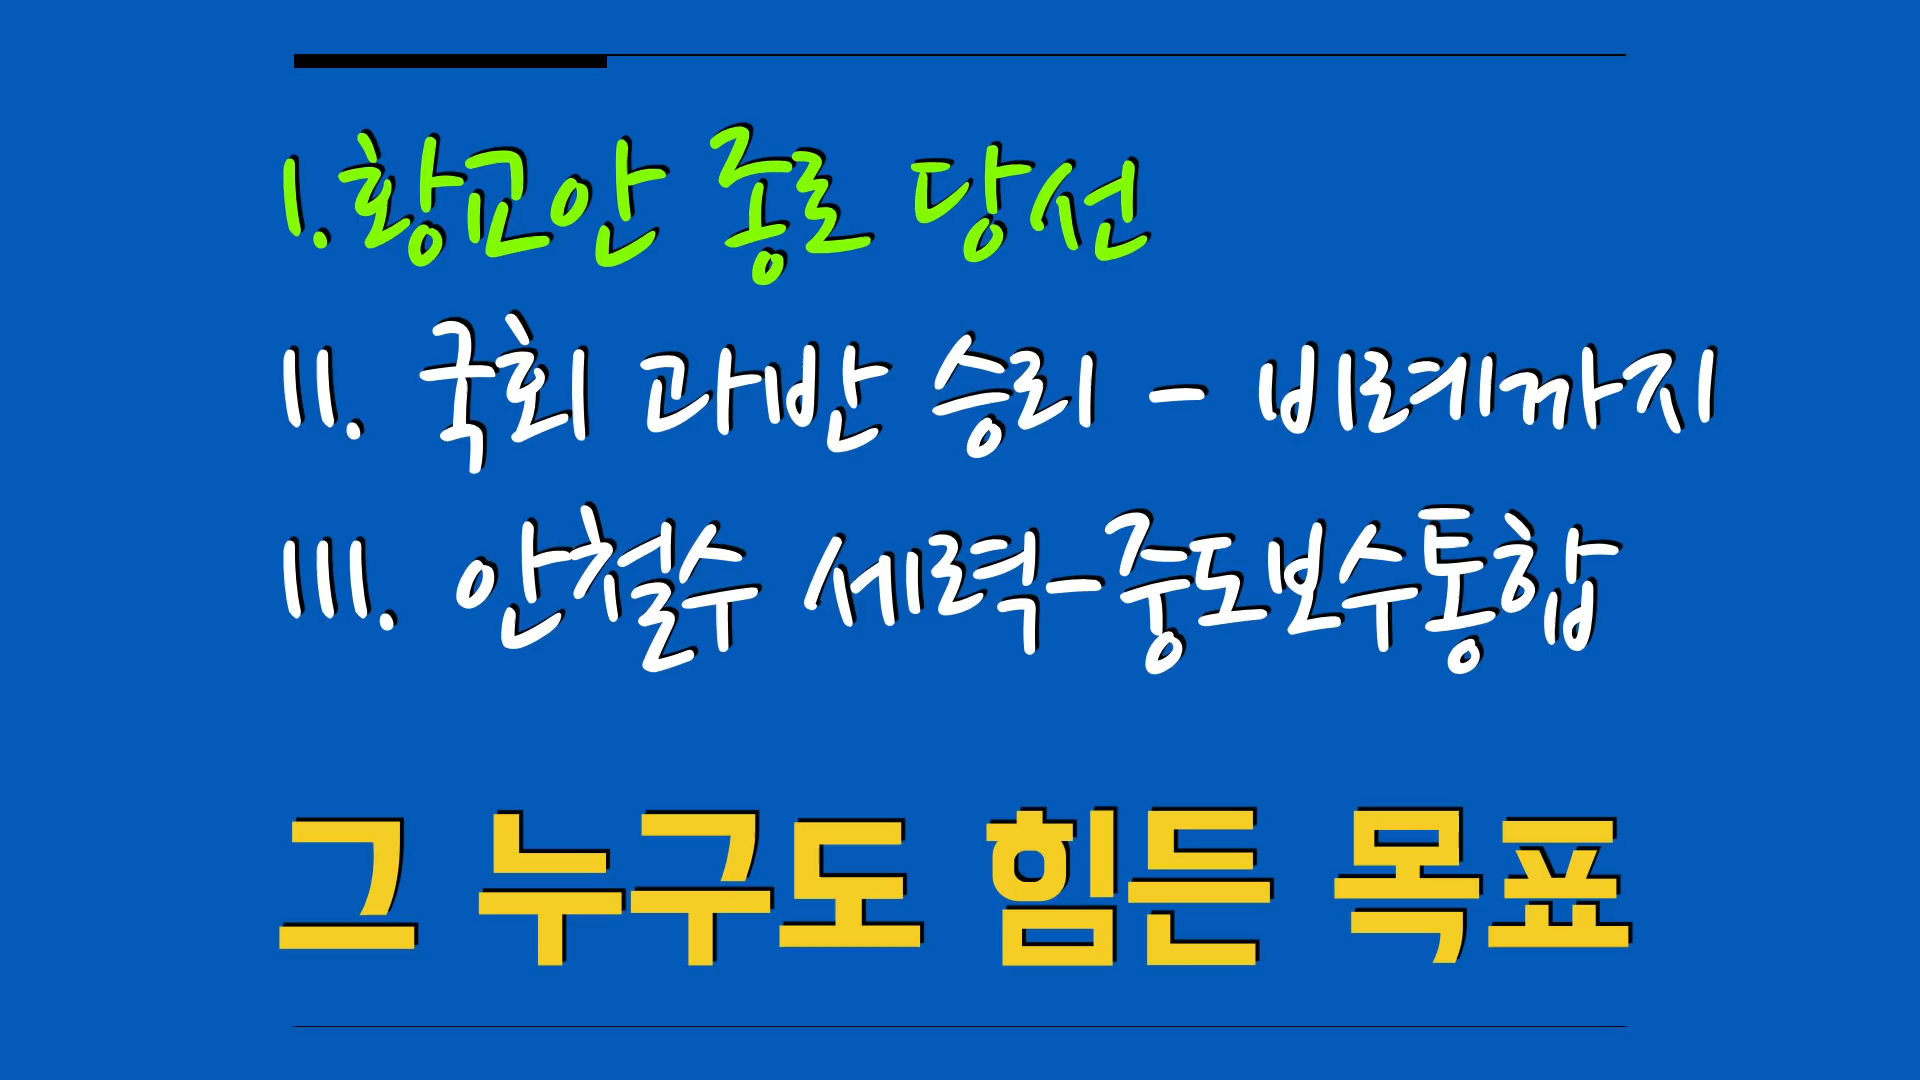 I.황교안 종로 당선
II. 국회 과반 승리 - 비례까지
III. 안철수 세력-중도보수통합
그 누구도 힘든 목표